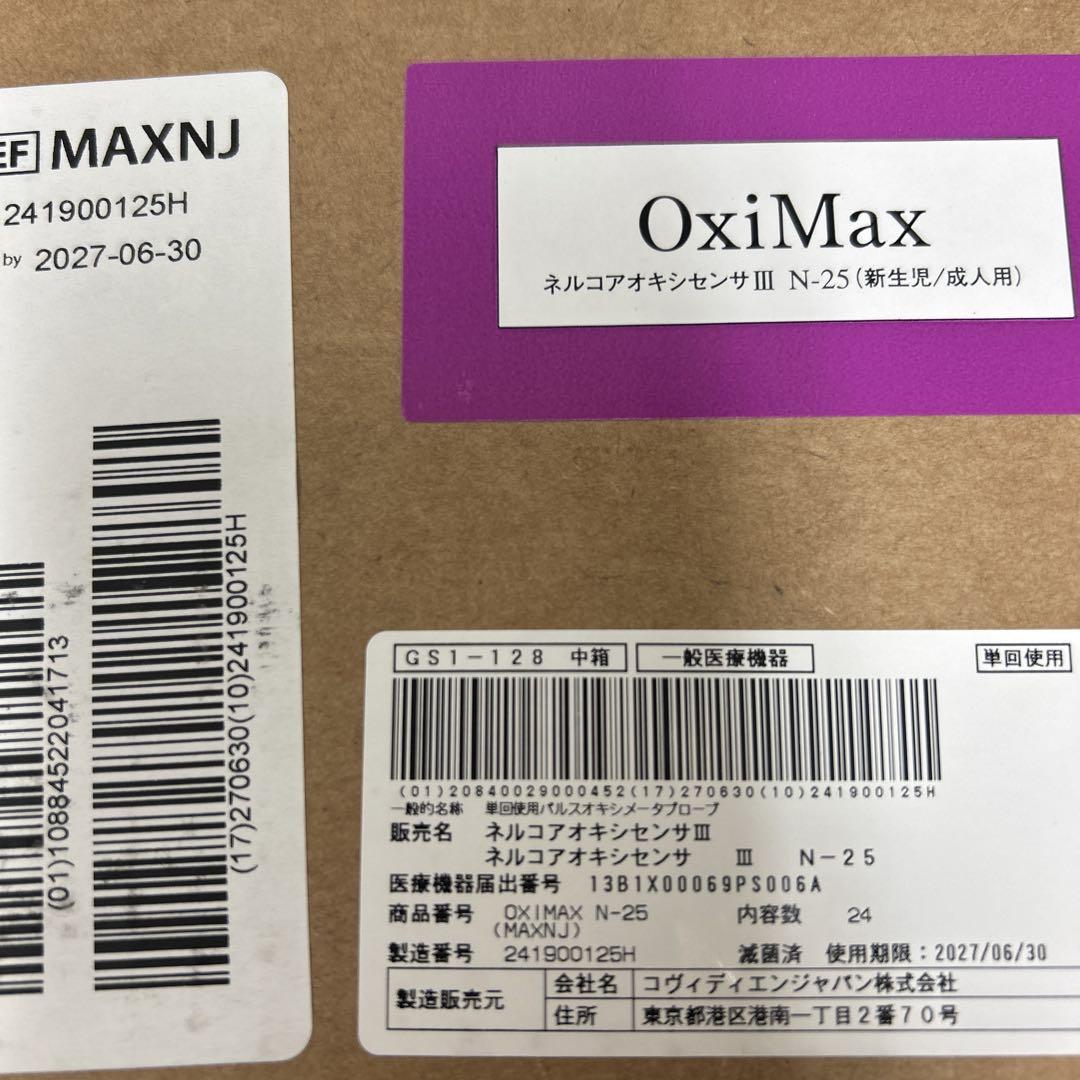 EF MAXNJ
241900125H
by 2027-06-30
(01)10884522041713
(17)270630(10)241900125H
OxiMax
ネルコアオキシセンサⅢ N-25(新生児/成人用)
GS1-128 中箱 一般医療機器 単回使用
(01)20840029000452(17)270630(10)241900125H
一般的名称 単回使用パルスオキシメータプローブ
販売名 ネルコアオキシセンサⅢ
ネルコアオキシセンサ Ⅲ N-25
医療機器届出番号 13B1X00069PS006A
商品番号 OXIMAX N-25 内容数 24
(MAXNJ)
製造番号 241900125H 滅菌済 使用期限:2027/06/30
製造販売元 会社名 コヴィディエンジャパン株式会社
住所 東京都港区港南一丁目2番70号